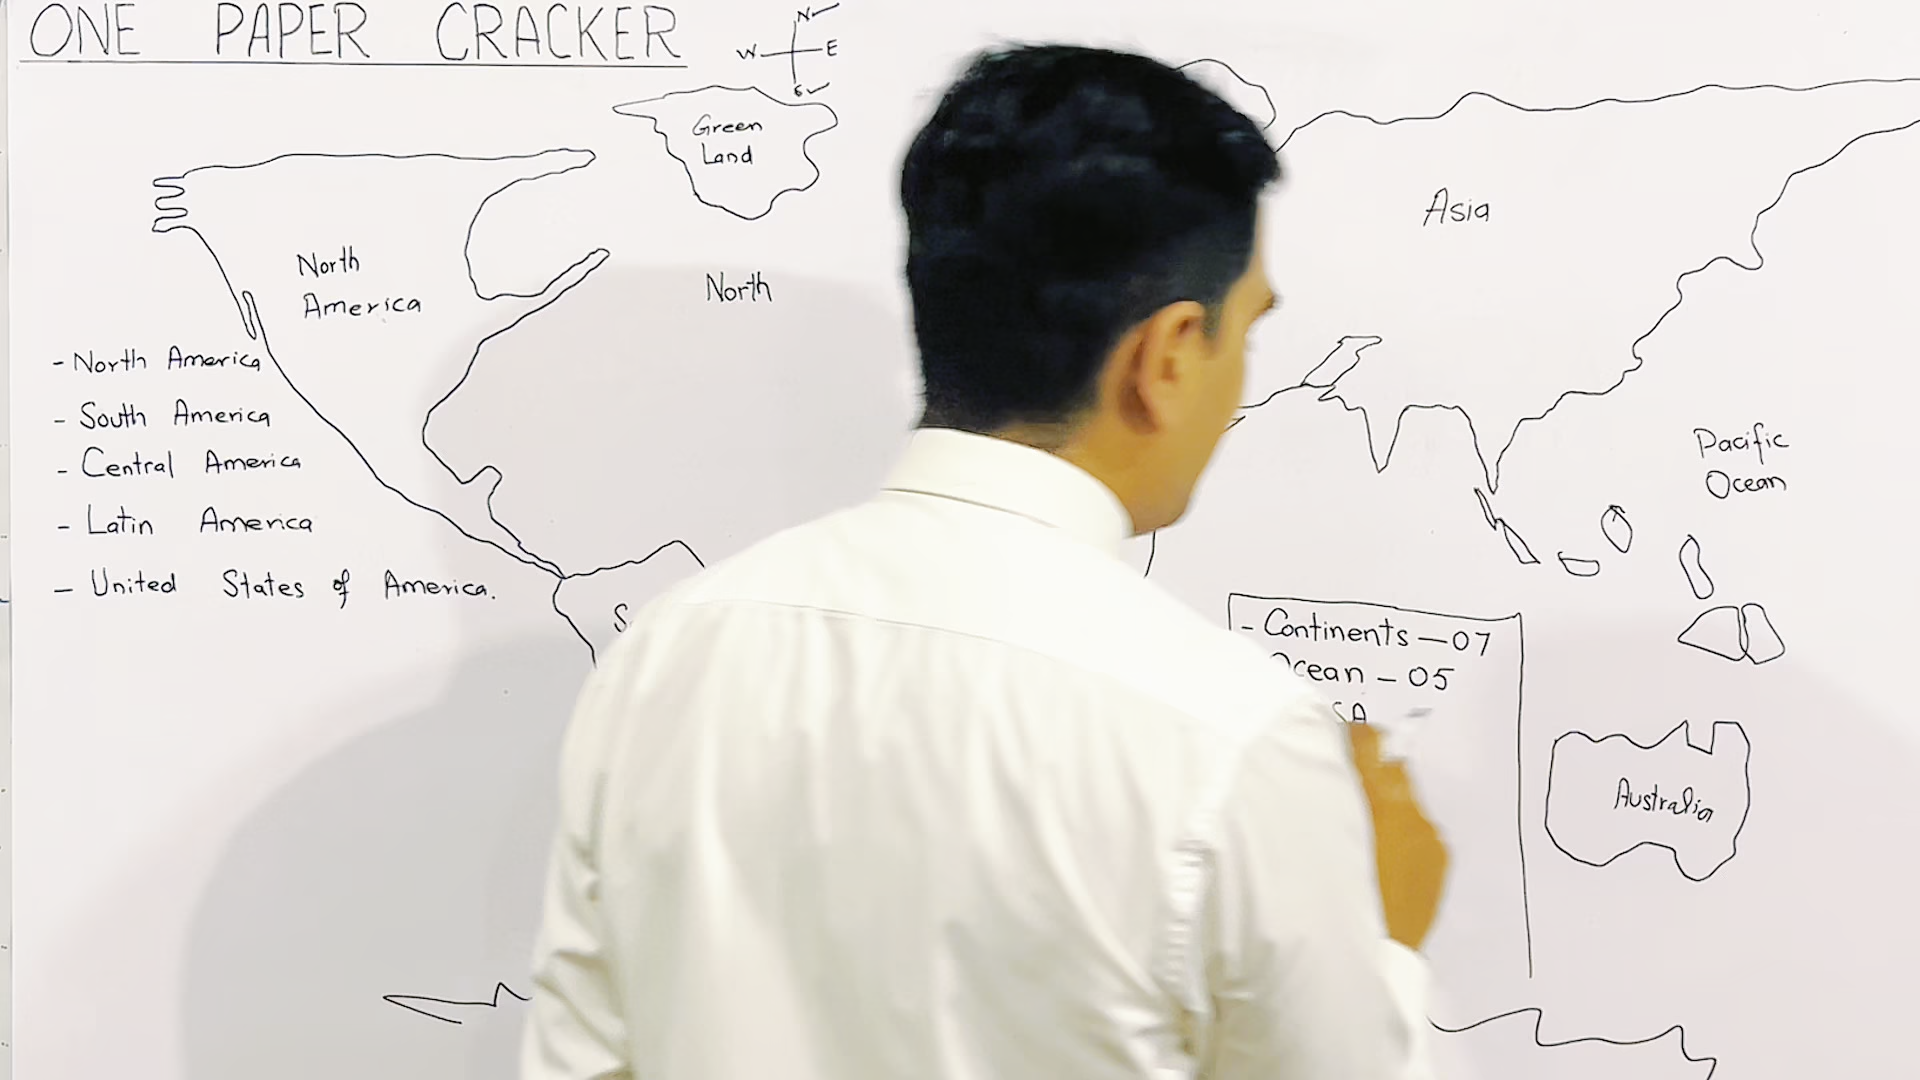 ONE PAPER CRACKER
N
W E
S
Green
Land
North
America
North
Asia
- North America
- South America
- Central America
- Latin America
- United States of America.
Pacific
Ocean
- Continents - 07
Ocean - 05
SA
Australia